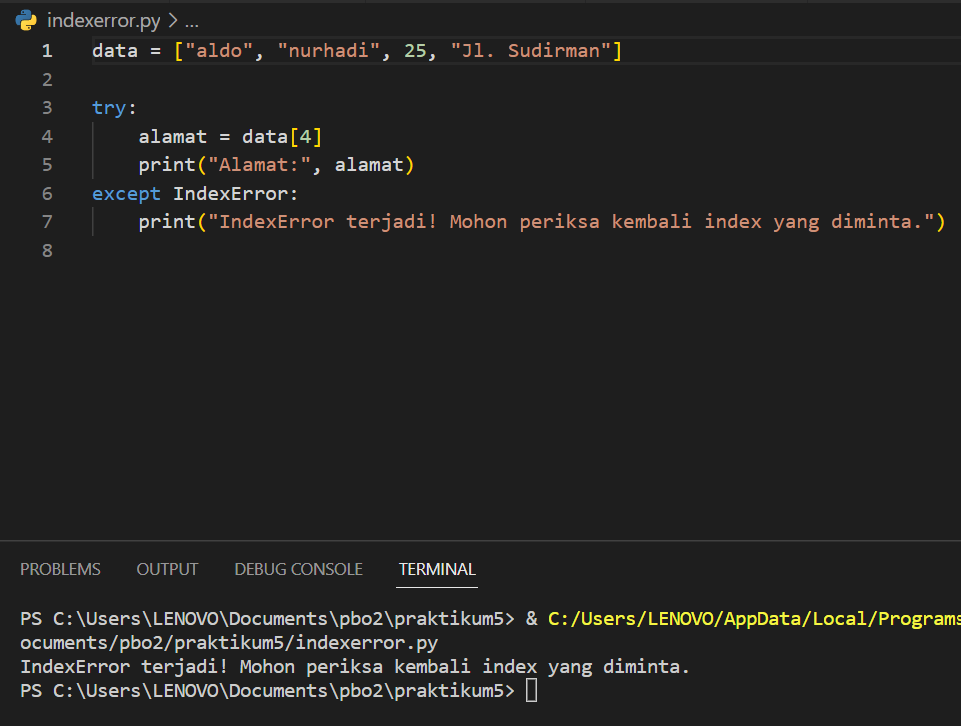 indexerror.py > ...
1 data = ["aldo", "nurhadi", 25, "Jl. Sudirman"]
2
3 try:
4     alamat = data[4]
5     print("Alamat:", alamat)
6 except IndexError:
7     print("IndexError terjadi! Mohon periksa kembali index yang diminta.")
8
PROBLEMS OUTPUT DEBUG CONSOLE TERMINAL
PS C:\Users\LENOVO\Documents\pbo2\praktikum5> & C:/Users/LENOVO/AppData/Local/Programs
ocuments/pbo2/praktikum5/indexerror.py
IndexError terjadi! Mohon periksa kembali index yang diminta.
PS C:\Users\LENOVO\Documents\pbo2\praktikum5>